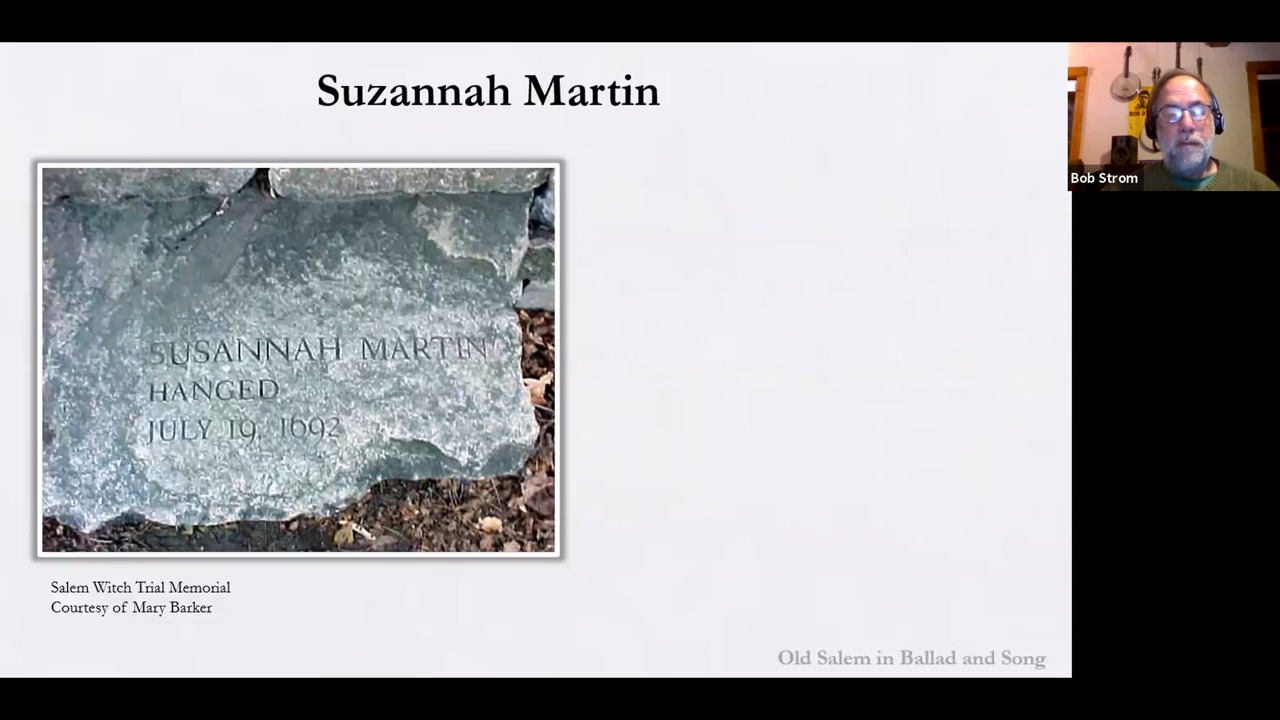 Suzannah Martin
SUSANNAH MARTIN
HANGED
JULY 19, 1692
Salem Witch Trial Memorial
Courtesy of Mary Barker
Old Salem in Ballad and Song
Bob Strom